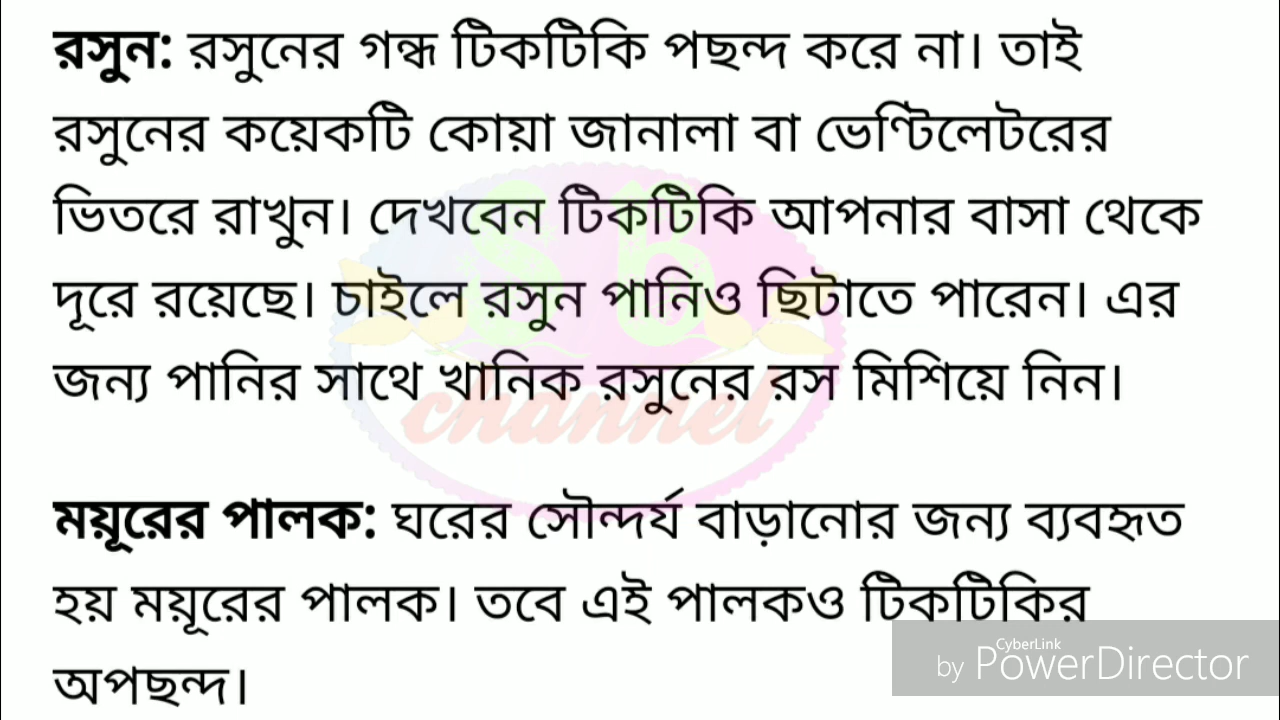 রসুন: রসুনের গন্ধ টিকটিকি পছন্দ করে না। তাই
রসুনের কয়েকটি কোয়া জানালা বা ভেণ্টিলেটরের
ভিতরে রাখুন। দেখবেন টিকটিকি আপনার বাসা থেকে
দূরে রয়েছে। চাইলে রসুন পানিও ছিটাতে পারেন। এর
জন্য পানির সাথে খানিক রসুনের রস মিশিয়ে নিন।
channel
ময়ূরের পালক: ঘরের সৌন্দর্য বাড়ানোর জন্য ব্যবহৃত
হয় ময়ূরের পালক। তবে এই পালকও টিকটিকির
অপছন্দ।
CyberLink
by PowerDirector